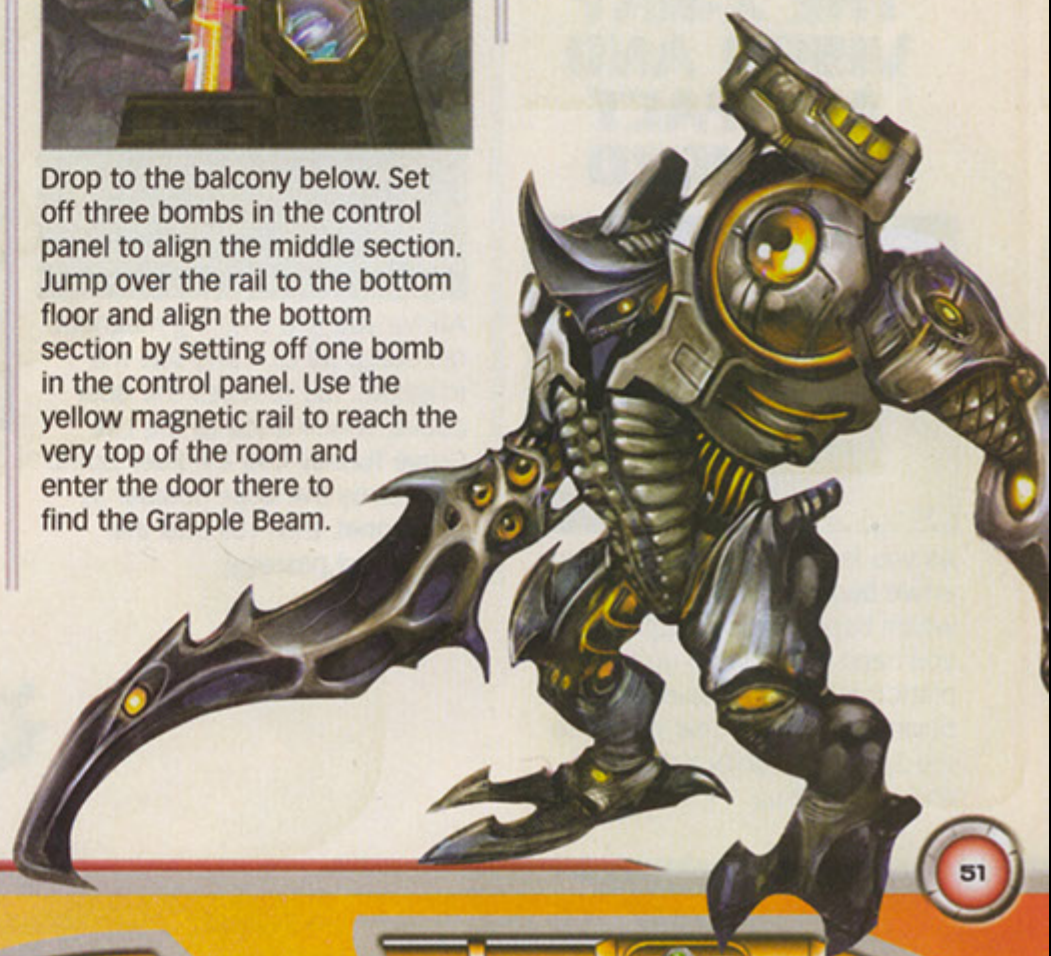 Drop to the balcony below. Set
off three bombs in the control
panel to align the middle section.
Jump over the rail to the bottom
floor and align the bottom
section by setting off one bomb
in the control panel. Use the
yellow magnetic rail to reach the
very top of the room and
enter the door there to
find the Grapple Beam.
51